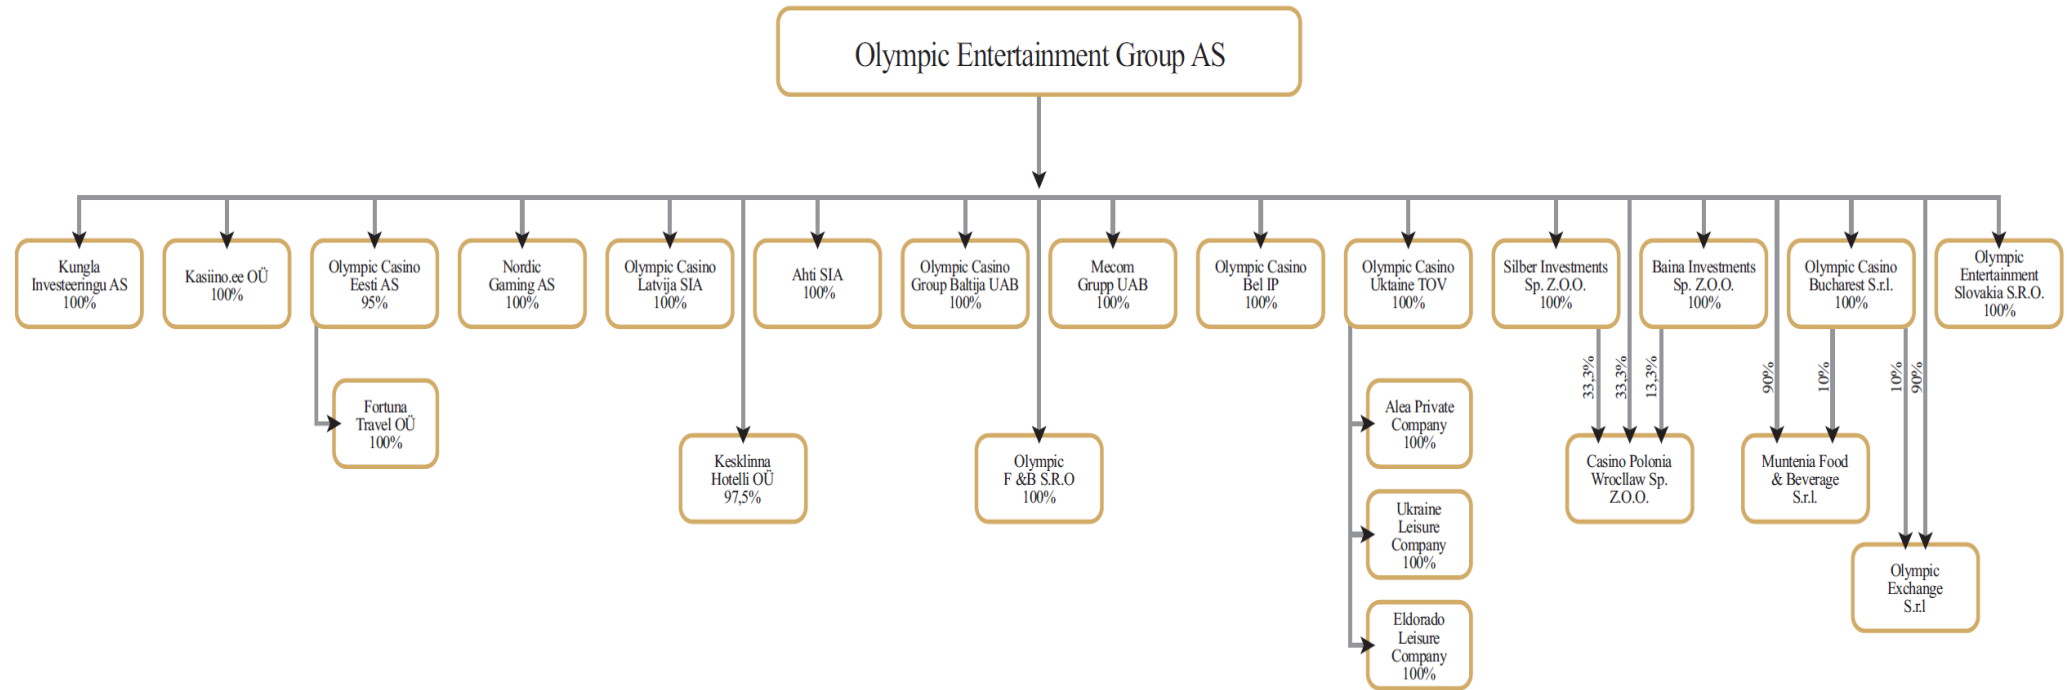 Olympic Entertainment Group AS
Kungla
Investeeringu AS
100%
Kasiino.ee OÜ
100%
Olympic Casino
Eesti AS
95%
Nordic
Gaming AS
100%
Olympic Casino
Latvija SIA
100%
Ahti SIA
100%
Olympic Casino
Group Baltija UAB
100%
Mecom
Grupp UAB
100%
Olympic Casino
Bel IP
100%
Olympic Casino
Uktaine TOV
100%
Silber Investments
Sp. Z.O.O.
100%
Baina Investments
Sp. Z.O.O.
100%
Olympic Casino
Bucharest S.r.l.
100%
Olympic
Entertainment
Slovakia S.R.O.
100%
33,3%
33,3%
13,3%
90%
10%
10%
90%
Fortuna
Travel OÜ
100%
Kesklinna
Hotelli OÜ
97,5%
Olympic
F &B S.R.O
100%
Alea Private
Company
100%
Ukraine
Leisure
Company
100%
Eldorado
Leisure
Company
100%
Casino Polonia
Wrocllaw Sp.
Z.O.O.
Muntenia Food
& Beverage
S.r.l.
Olympic
Exchange
S.r.l